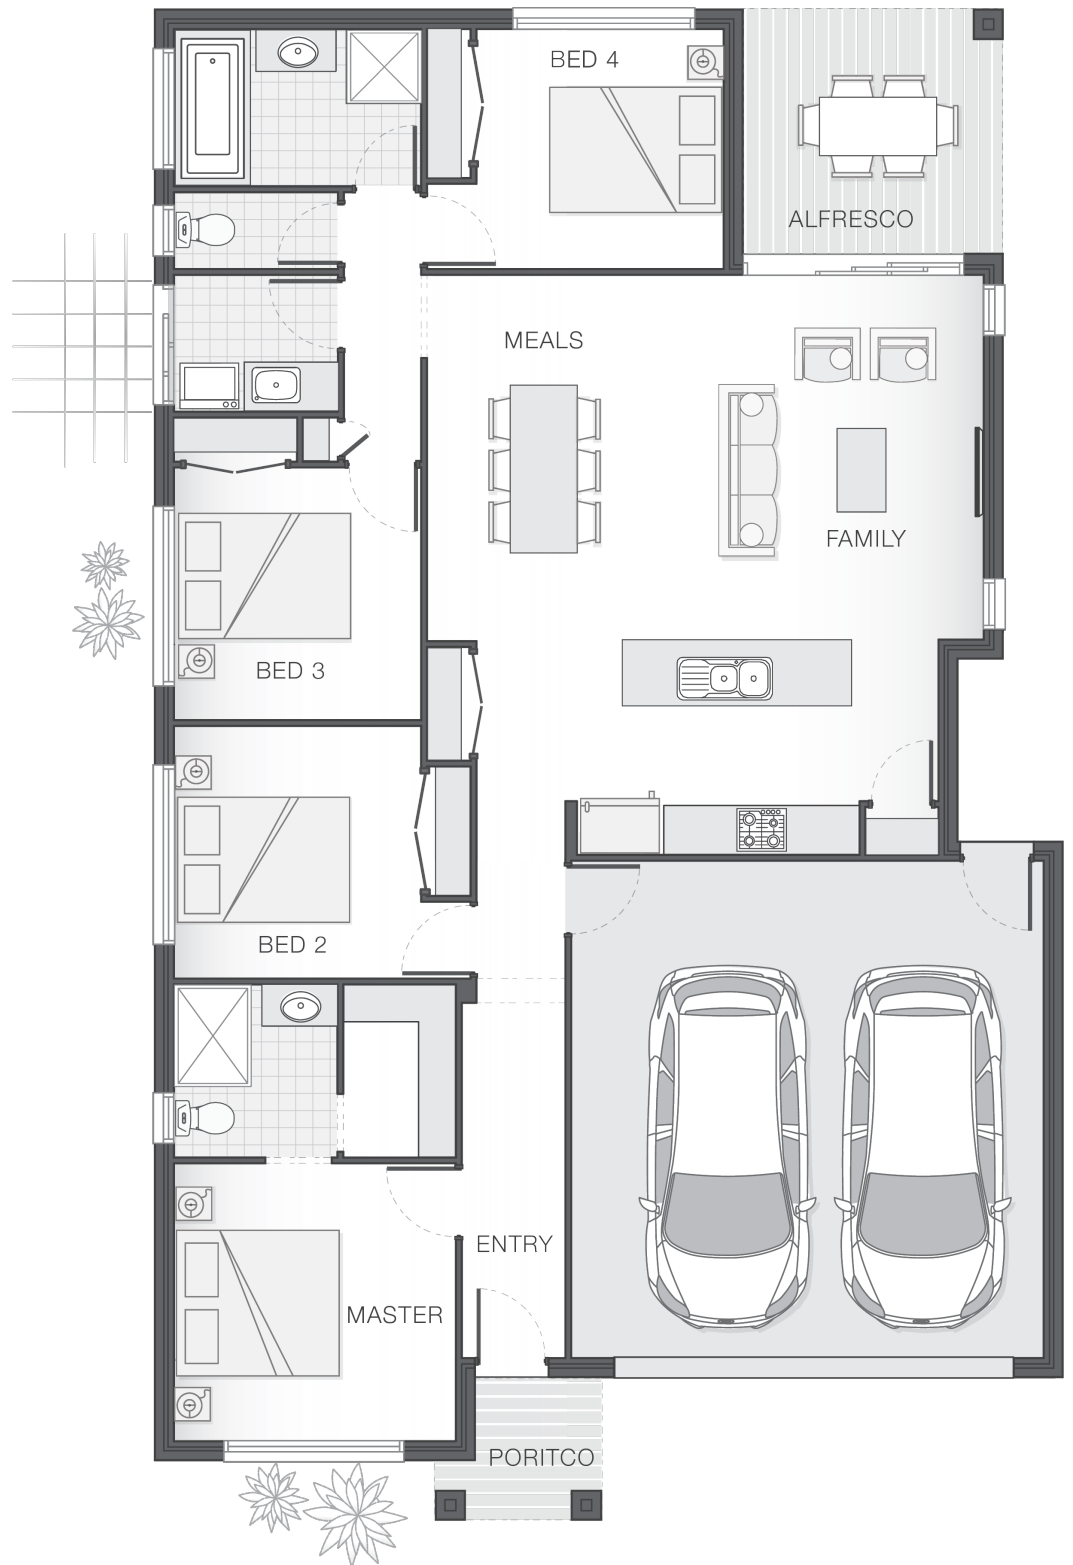 BED 4
ALFRESCO
MEALS
FAMILY
BED 3
BED 2
ENTRY
MASTER
PORITCO